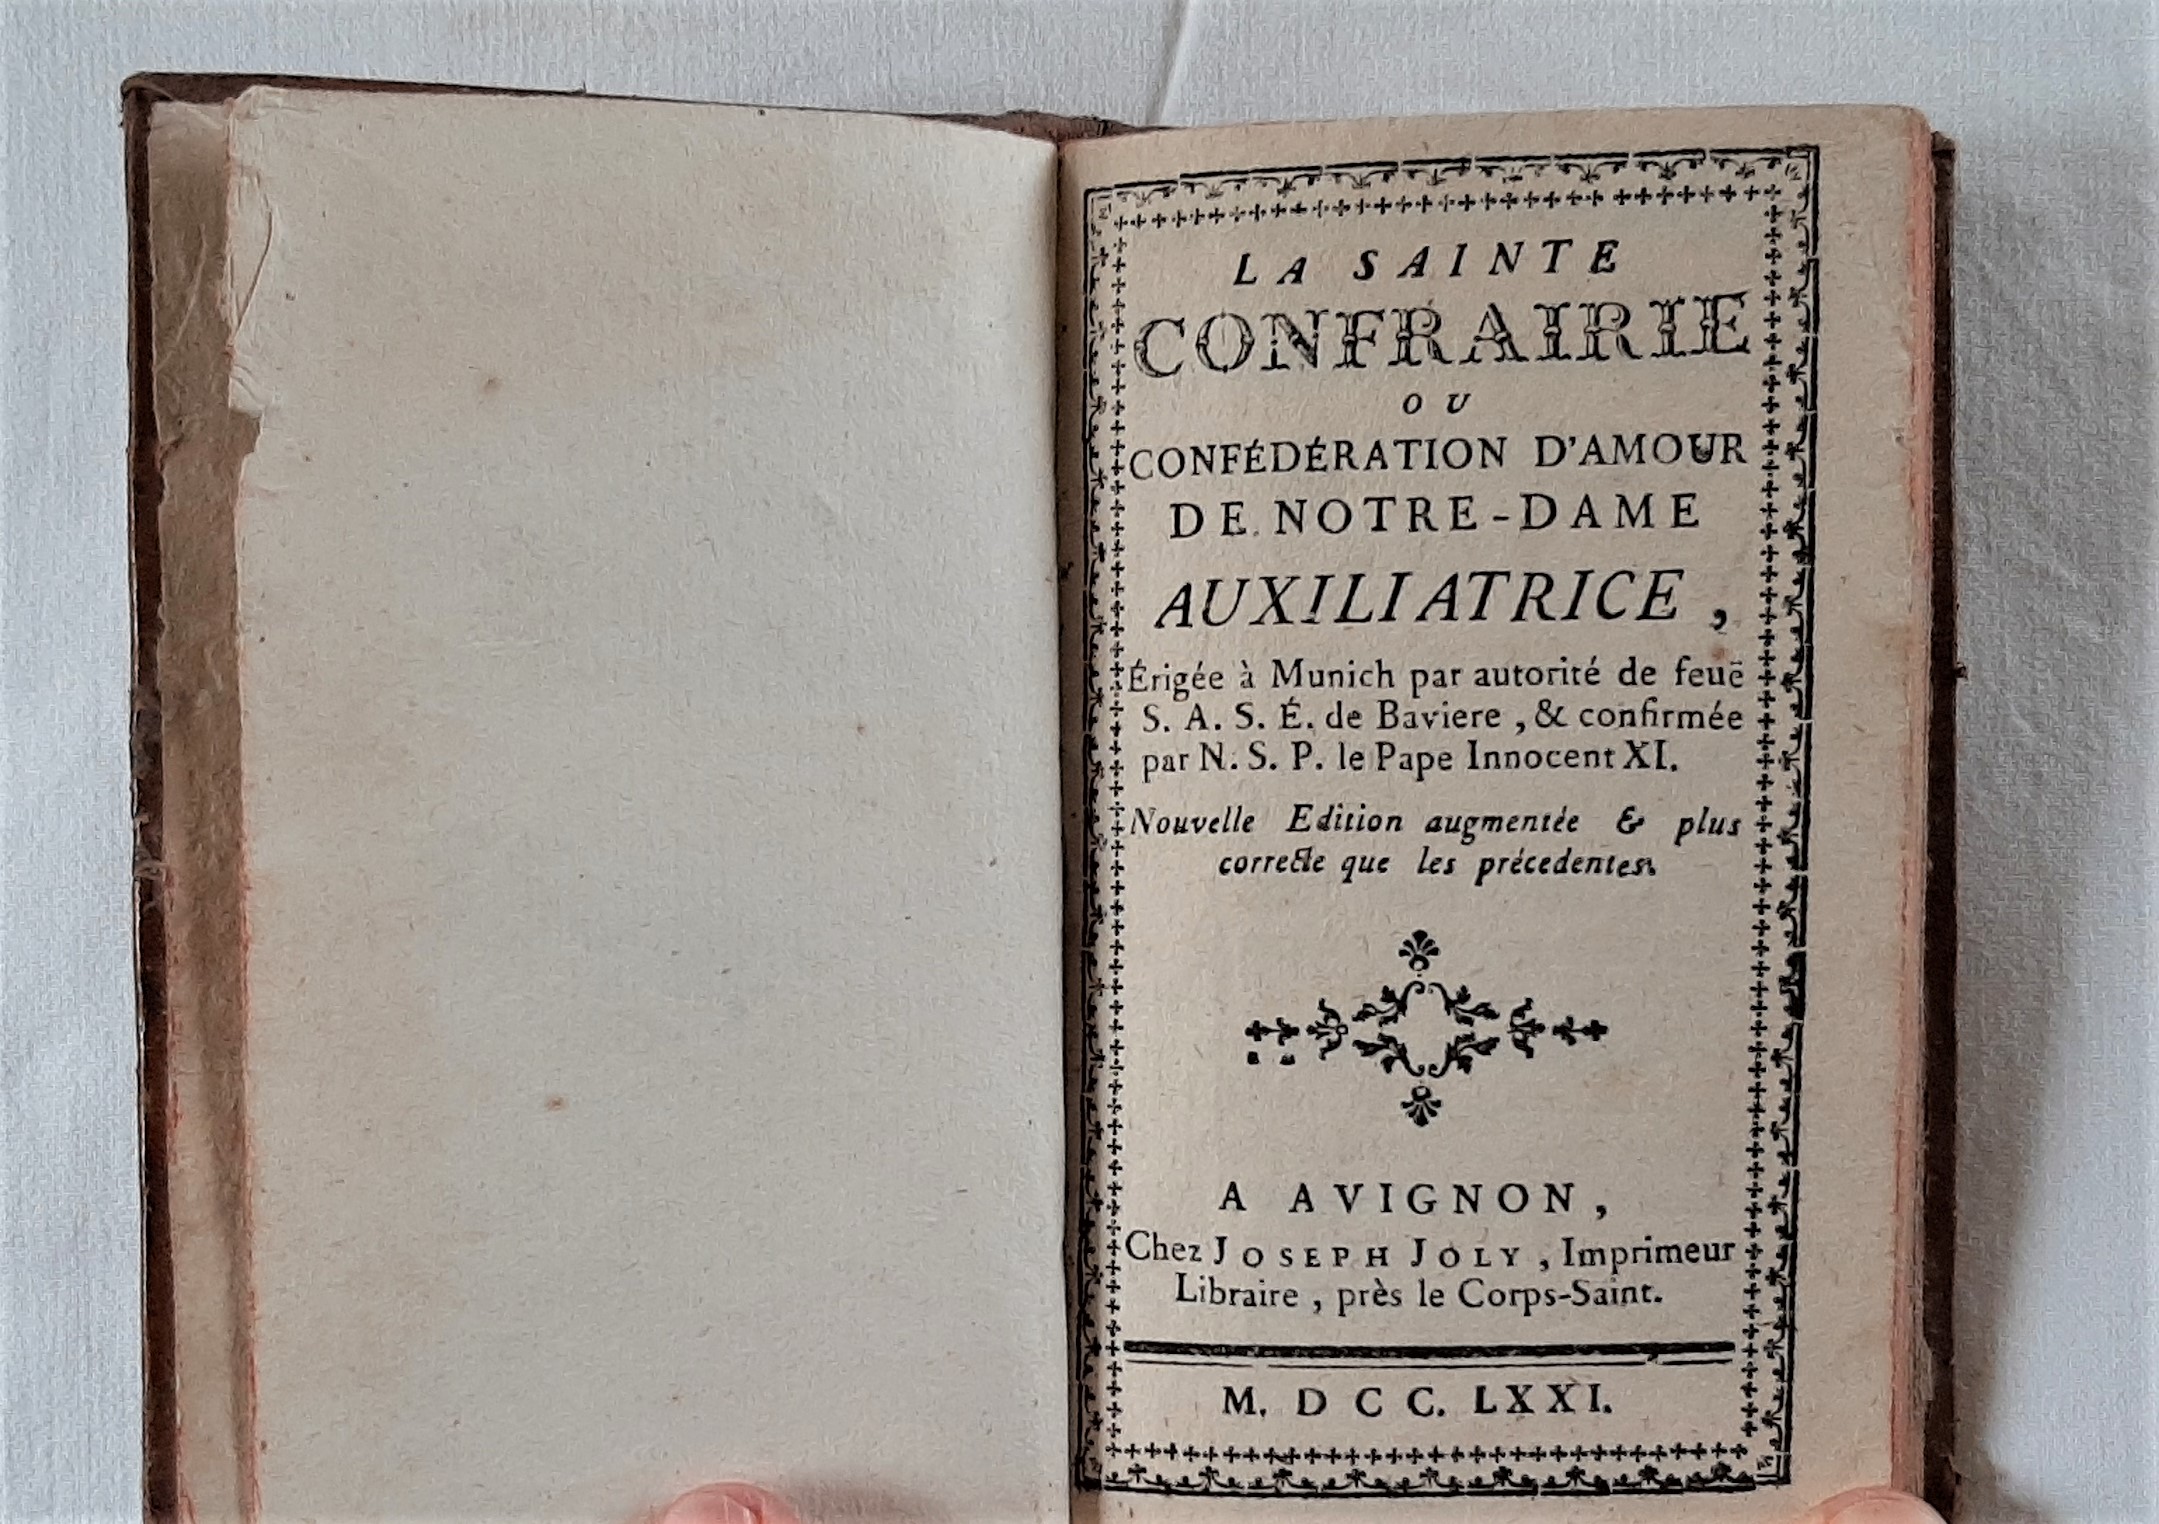 LA SAINTE
CONFRAIRIE
OU
CONFÉDÉRATION D'AMOUR
DE NOTRE-DAME
AUXILIATRICE,
Érigée à Munich par autorité de feuë
S. A. S. É. de Baviere, & confirmée
par N. S. P. le Pape Innocent XI.
Nouvelle Edition augmentée & plus
correcte que les précedentes.
A AVIGNON,
Chez JOSEPH JOLY, Imprimeur
Libraire, près le Corps-Saint.
M. DCC. LXXI.